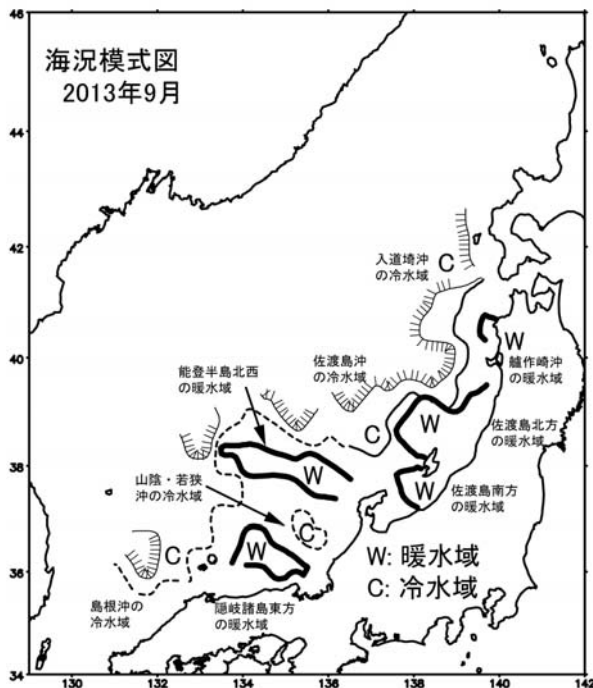 海況模式図
2013年9月
46
44
42
40
38
36
34
130
132
134
136
138
140
142
入道埼沖
の冷水域
C
W
艫作崎沖
の暖水域
能登半島北西
の暖水域
佐渡島沖
の冷水域
C
W
佐渡島北方
の暖水域
W
W
佐渡島南方
の暖水域
山陰・若狭
沖の冷水域
C
W
C
島根沖の
冷水域
隠岐諸島東方
の暖水域
W: 暖水域
C: 冷水域